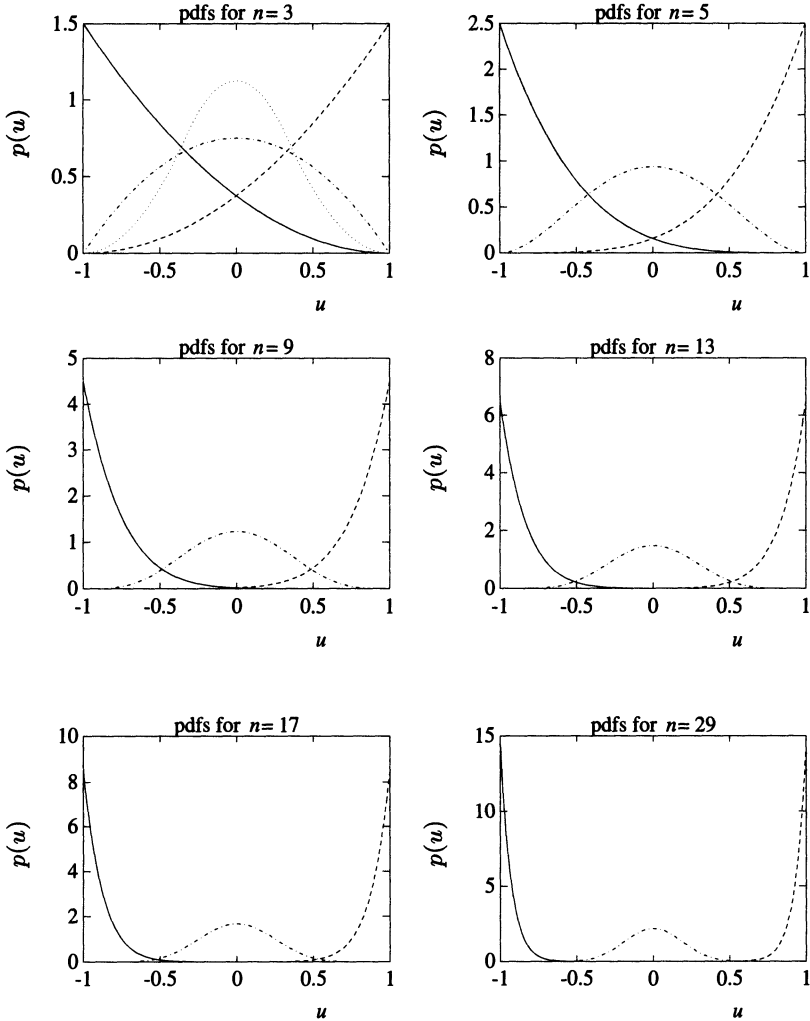 pdfs for n= 3
1.5
1
0.5
0
p(u)
-1 -0.5 0 0.5 1
u
pdfs for n= 5
2.5
2
1.5
1
0.5
0
p(u)
-1 -0.5 0 0.5 1
u
pdfs for n= 9
5
4
3
2
1
0
p(u)
-1 -0.5 0 0.5 1
u
pdfs for n= 13
8
6
4
2
0
p(u)
-1 -0.5 0 0.5 1
u
pdfs for n= 17
10
8
6
4
2
0
p(u)
-1 -0.5 0 0.5 1
u
pdfs for n= 29
15
10
5
0
p(u)
-1 -0.5 0 0.5 1
u